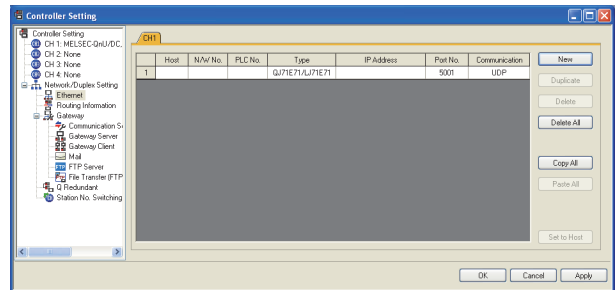 Controller Setting
Controller Setting
CH 1: MELSEC-QnU/DC,
CH 2: None
CH 3: None
CH 4: None
Network/Duplex Setting
Ethernet
Routing Information
Gateway
Communication S
Gateway Server
Gateway Client
Mail
FTP Server
File Transfer (FTP
Q Redundant
Station No. Switching
CH1
Host N/W No. PLC No. Type IP Address Port No. Communication
1 QJ71E71/LJ71E71 5001 UDP
New
Duplicate
Delete
Delete All
Copy All
Paste All
Set to Host
OK Cancel Apply